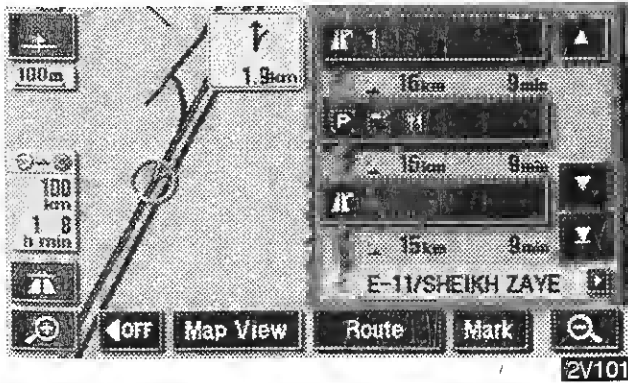 100m
1.9km
100
km
1 8
h min
1
15km 9min
P
15km 9min
15km 9min
E-11/SHEIKH ZAYE
OFF Map View Route Mark
2V101